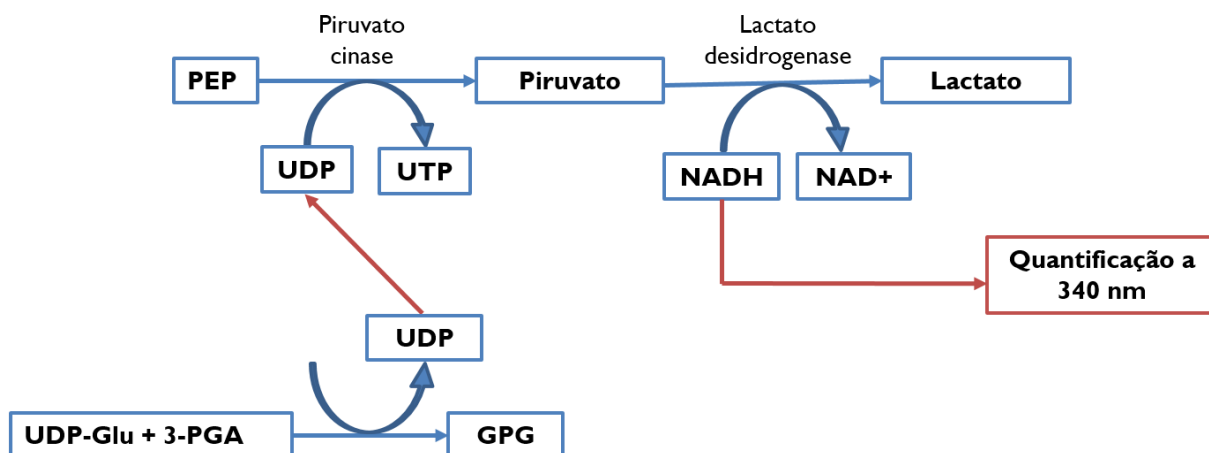 Piruvato
cinase
Lactato
desidrogenase
PEP
Piruvato
Lactato
UDP
UTP
NADH
NAD+
Quantificação a
340 nm
UDP
UDP-Glu + 3-PGA
GPG